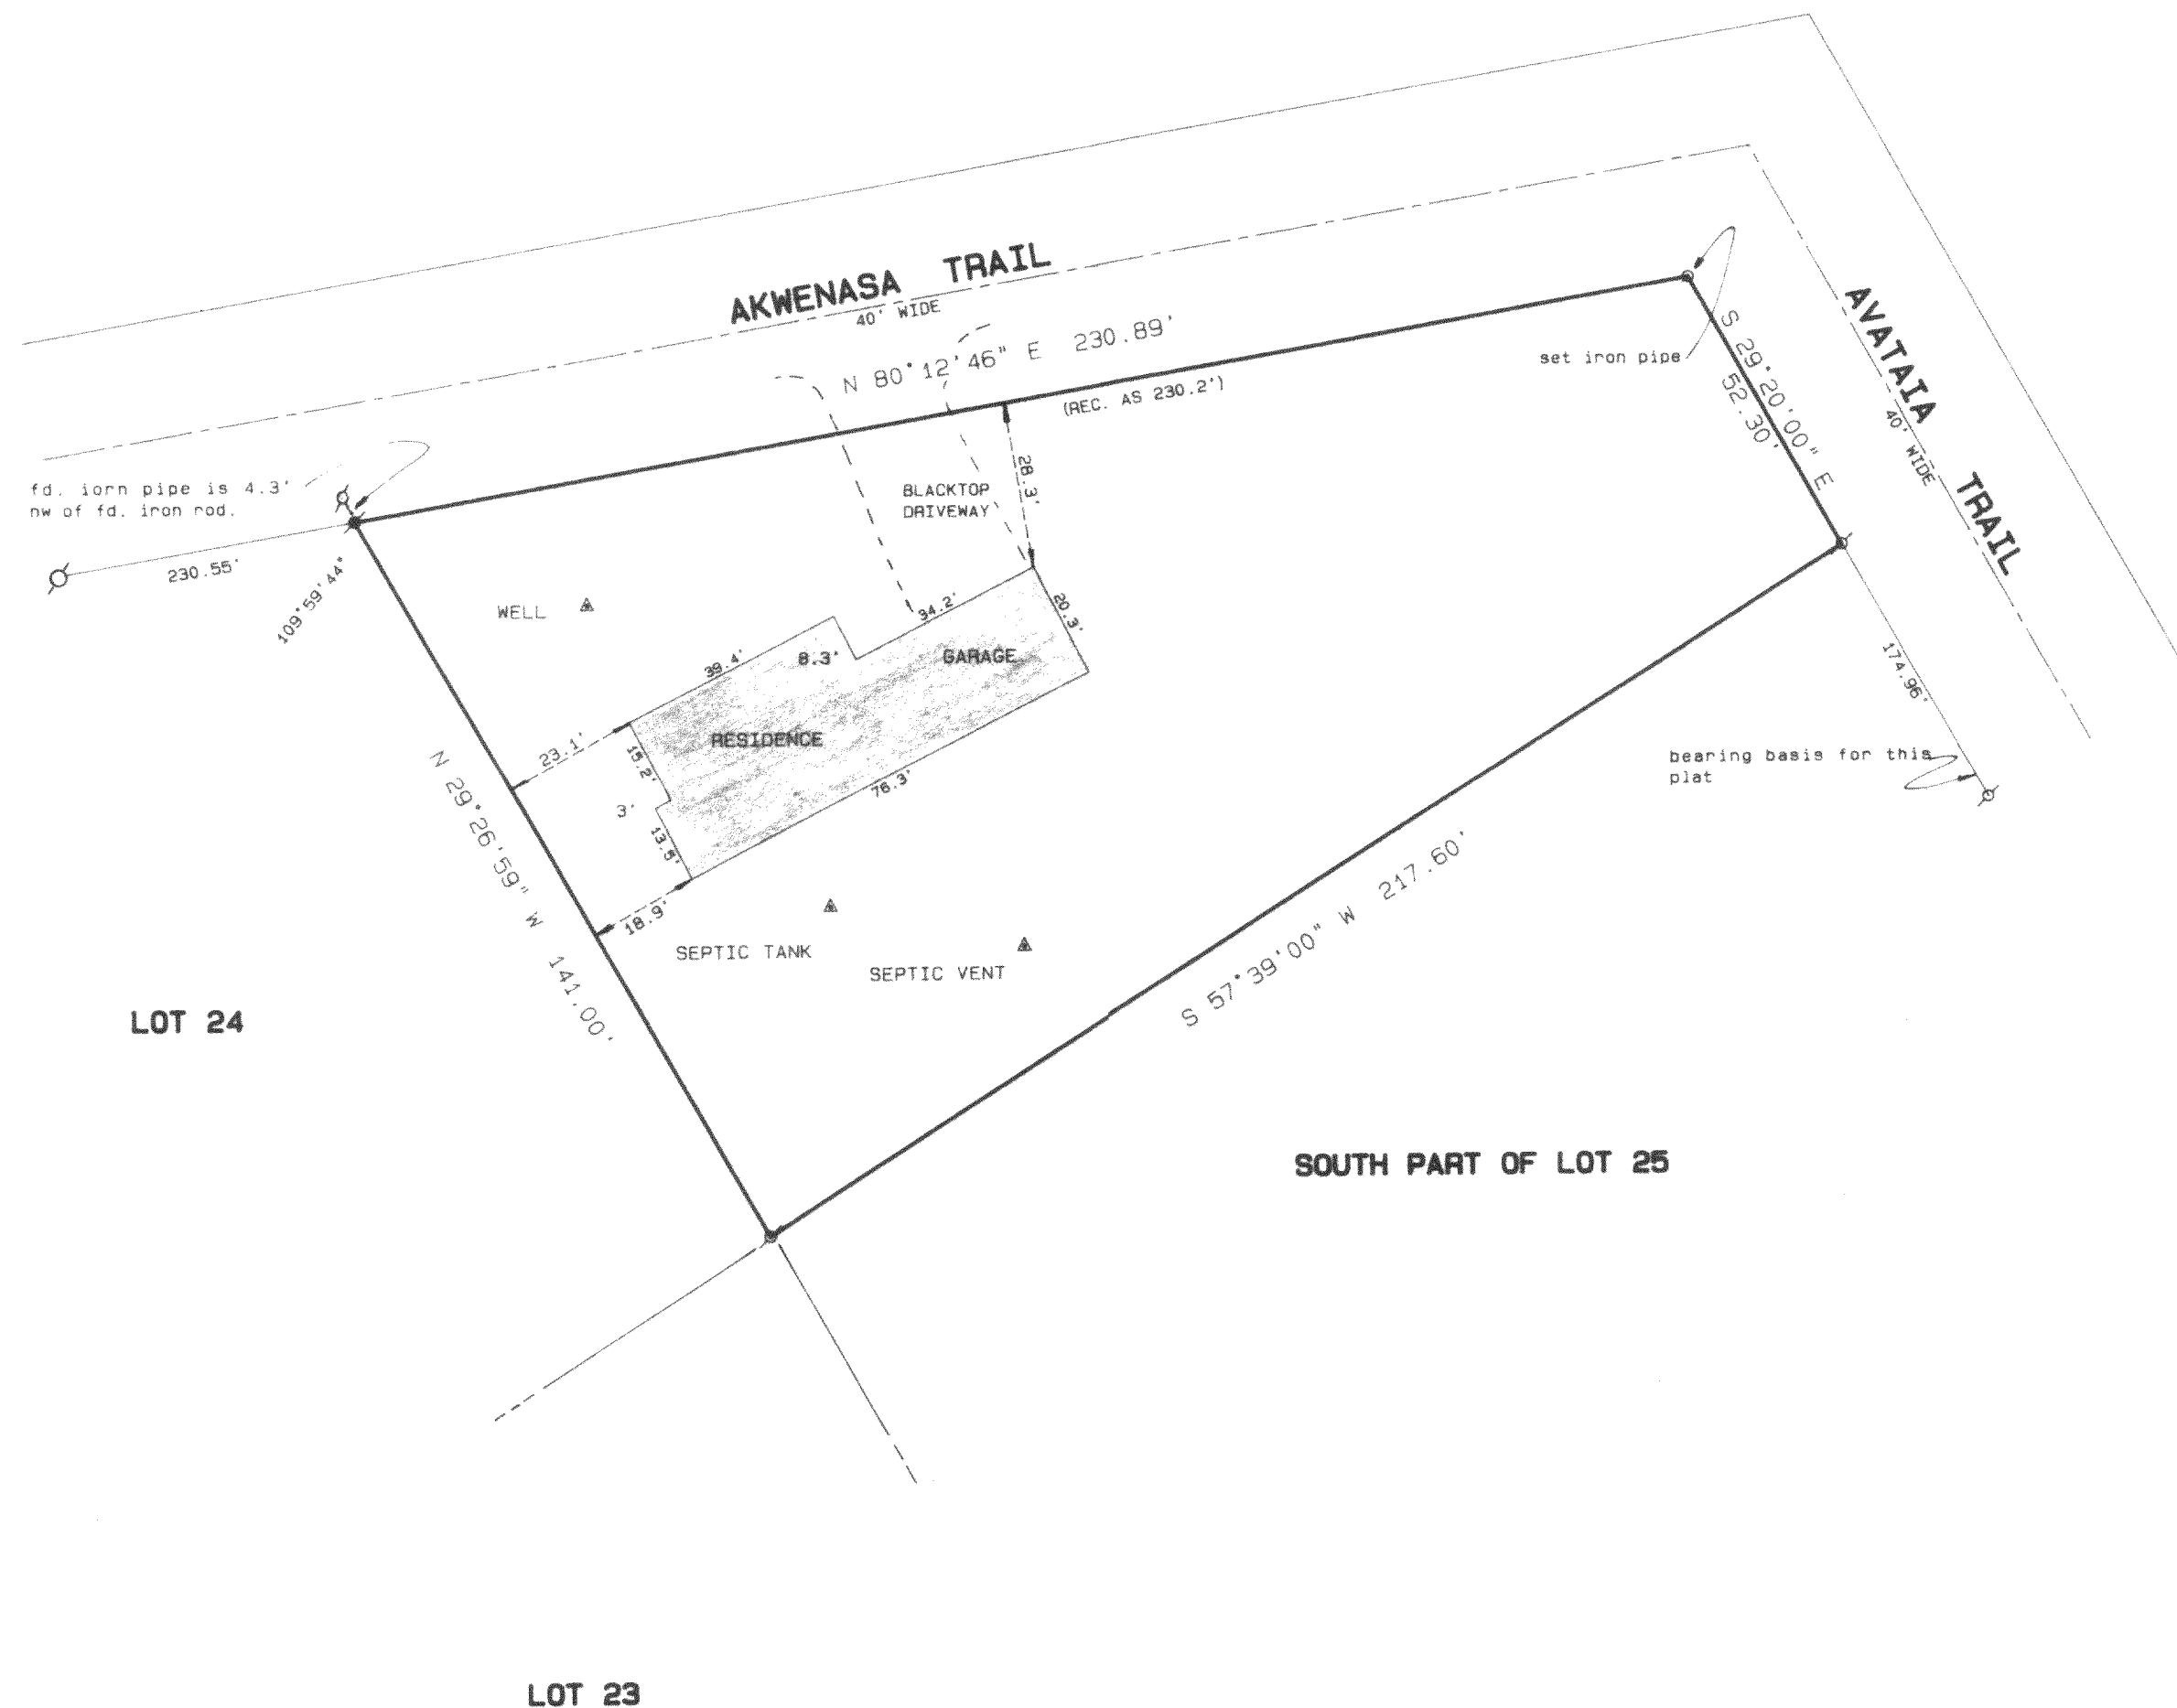 AKWENASA TRAIL
40' WIDE
N 80°12'46" E 230.89'
(REC. AS 230.2')
set iron pipe
AVATAIA TRAIL
40' WIDE
S 29°20'00" E
52.30'
fd. iorn pipe is 4.3'
nw of fd. iron rod.
230.55'
109°59'44"
28.3'
BLACKTOP
DRIVEWAY
WELL
34.2'
20.3'
39.4'
8.3'
GARAGE
RESIDENCE
23.1'
15.2'
3'
13.5'
76.3'
18.9'
174.96'
bearing basis for this
plat
N 29°26'59" W 141.00'
SEPTIC TANK
SEPTIC VENT
S 57°39'00" W 217.60'
LOT 24
SOUTH PART OF LOT 25
LOT 23